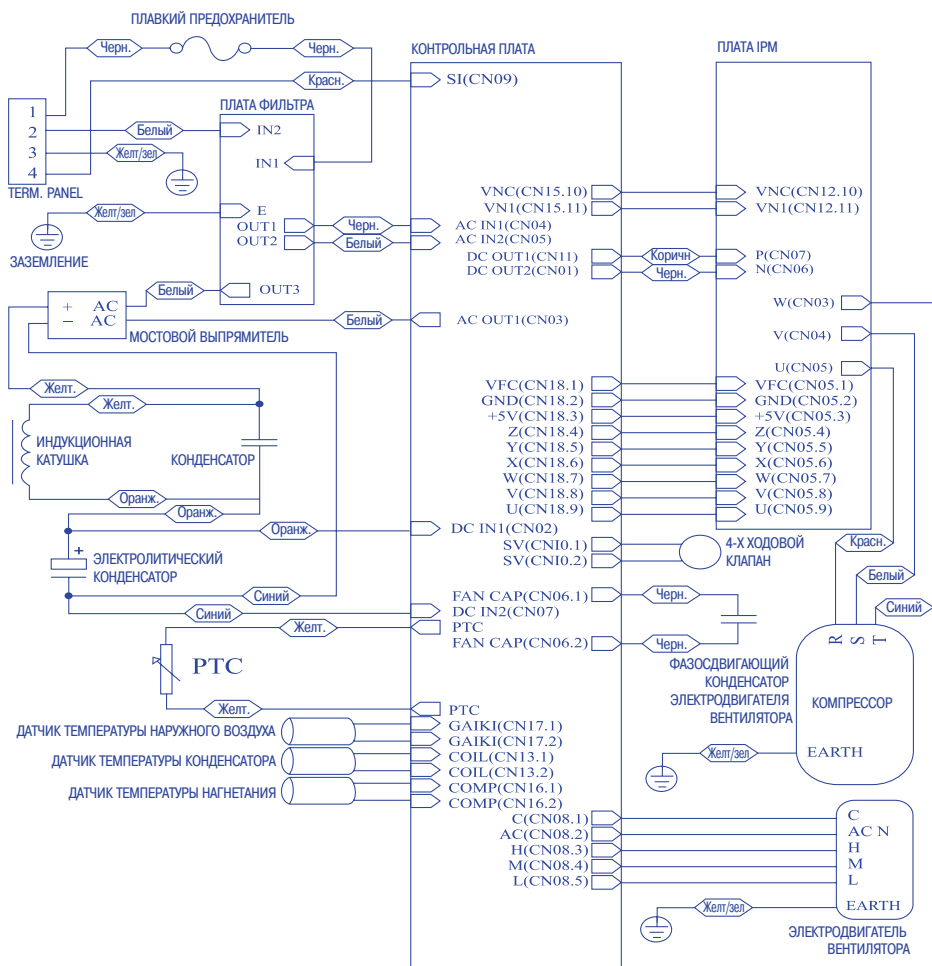 ПЛАВКИЙ ПРЕДОХРАНИТЕЛЬ
Черн.
Черн.
КОНТРОЛЬНАЯ ПЛАТА
ПЛАТА IPM
Красн.
SI(CN09)
ПЛАТА ФИЛЬТРА
1
2
3
4
TERM. PANEL
Белый
Желт/зел
IN2
IN1
VNC(CN15.10)
VN1(CN15.11)
VNC(CN12.10)
VN1(CN12.11)
Желт/зел
E
OUT1
OUT2
Черн.
Белый
AC IN1(CN04)
AC IN2(CN05)
ЗАЗЕМЛЕНИЕ
DC OUT1(CN11)
DC OUT2(CN01)
Коричн
Черн.
P(CN07)
N(CN06)
Белый
OUT3
W(CN03)
+ AC
− AC
Белый
AC OUT1(CN03)
МОСТОВОЙ ВЫПРЯМИТЕЛЬ
V(CN04)
U(CN05)
Желт.
Желт.
VFC(CN18.1)
GND(CN18.2)
+5V(CN18.3)
Z(CN18.4)
Y(CN18.5)
X(CN18.6)
W(CN18.7)
V(CN18.8)
U(CN18.9)
VFC(CN05.1)
GND(CN05.2)
+5V(CN05.3)
Z(CN05.4)
Y(CN05.5)
X(CN05.6)
W(CN05.7)
V(CN05.8)
U(CN05.9)
ИНДУКЦИОННАЯ
КАТУШКА
КОНДЕНСАТОР
Оранж.
Оранж.
Оранж.
DC IN1(CN02)
+
ЭЛЕКТРОЛИТИЧЕСКИЙ
КОНДЕНСАТОР
SV(CNI0.1)
SV(CNI0.2)
4-Х ХОДОВОЙ
КЛАПАН
Красн.
Белый
Синий
Синий
Синий
FAN CAP(CN06.1)
DC IN2(CN07)
PTC
FAN CAP(CN06.2)
Черн.
Черн.
Желт.
PTC
Желт.
PTC
ФАЗОСДВИГАЮЩИЙ
КОНДЕНСАТОР
ЭЛЕКТРОДВИГАТЕЛЯ
ВЕНТИЛЯТОРА
R
S
T
КОМПРЕССОР
EARTH
Желт/зел
ДАТЧИК ТЕМПЕРАТУРЫ НАРУЖНОГО ВОЗДУХА
GAIKI(CN17.1)
GAIKI(CN17.2)
ДАТЧИК ТЕМПЕРАТУРЫ КОНДЕНСАТОРА
COIL(CN13.1)
COIL(CN13.2)
ДАТЧИК ТЕМПЕРАТУРЫ НАГНЕТАНИЯ
COMP(CN16.1)
COMP(CN16.2)
C(CN08.1)
AC(CN08.2)
H(CN08.3)
M(CN08.4)
L(CN08.5)
C
AC N
H
M
L
EARTH
Желт/зел
ЭЛЕКТРОДВИГАТЕЛЬ
ВЕНТИЛЯТОРА